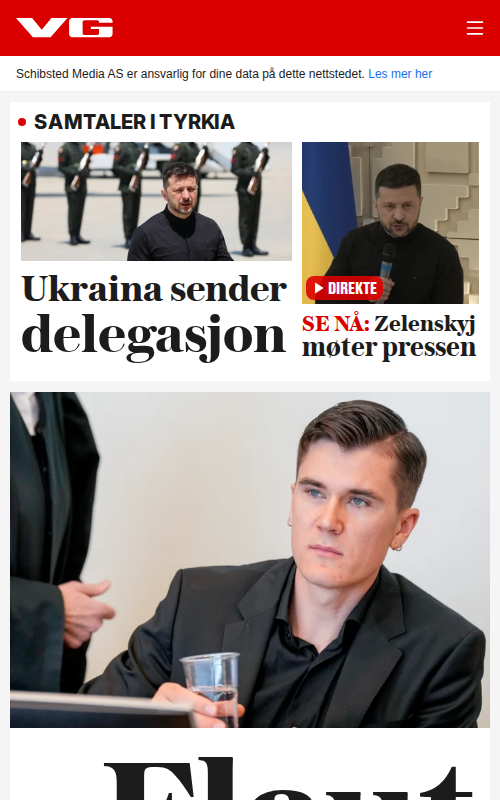 VG
Schibsted Media AS er ansvarlig for dine data på dette nettstedet. Les mer her
SAMTALER I TYRKIA
Ukraina sender
delegasjon
DIREKTE
SE NÅ: Zelenskyj
møter pressen